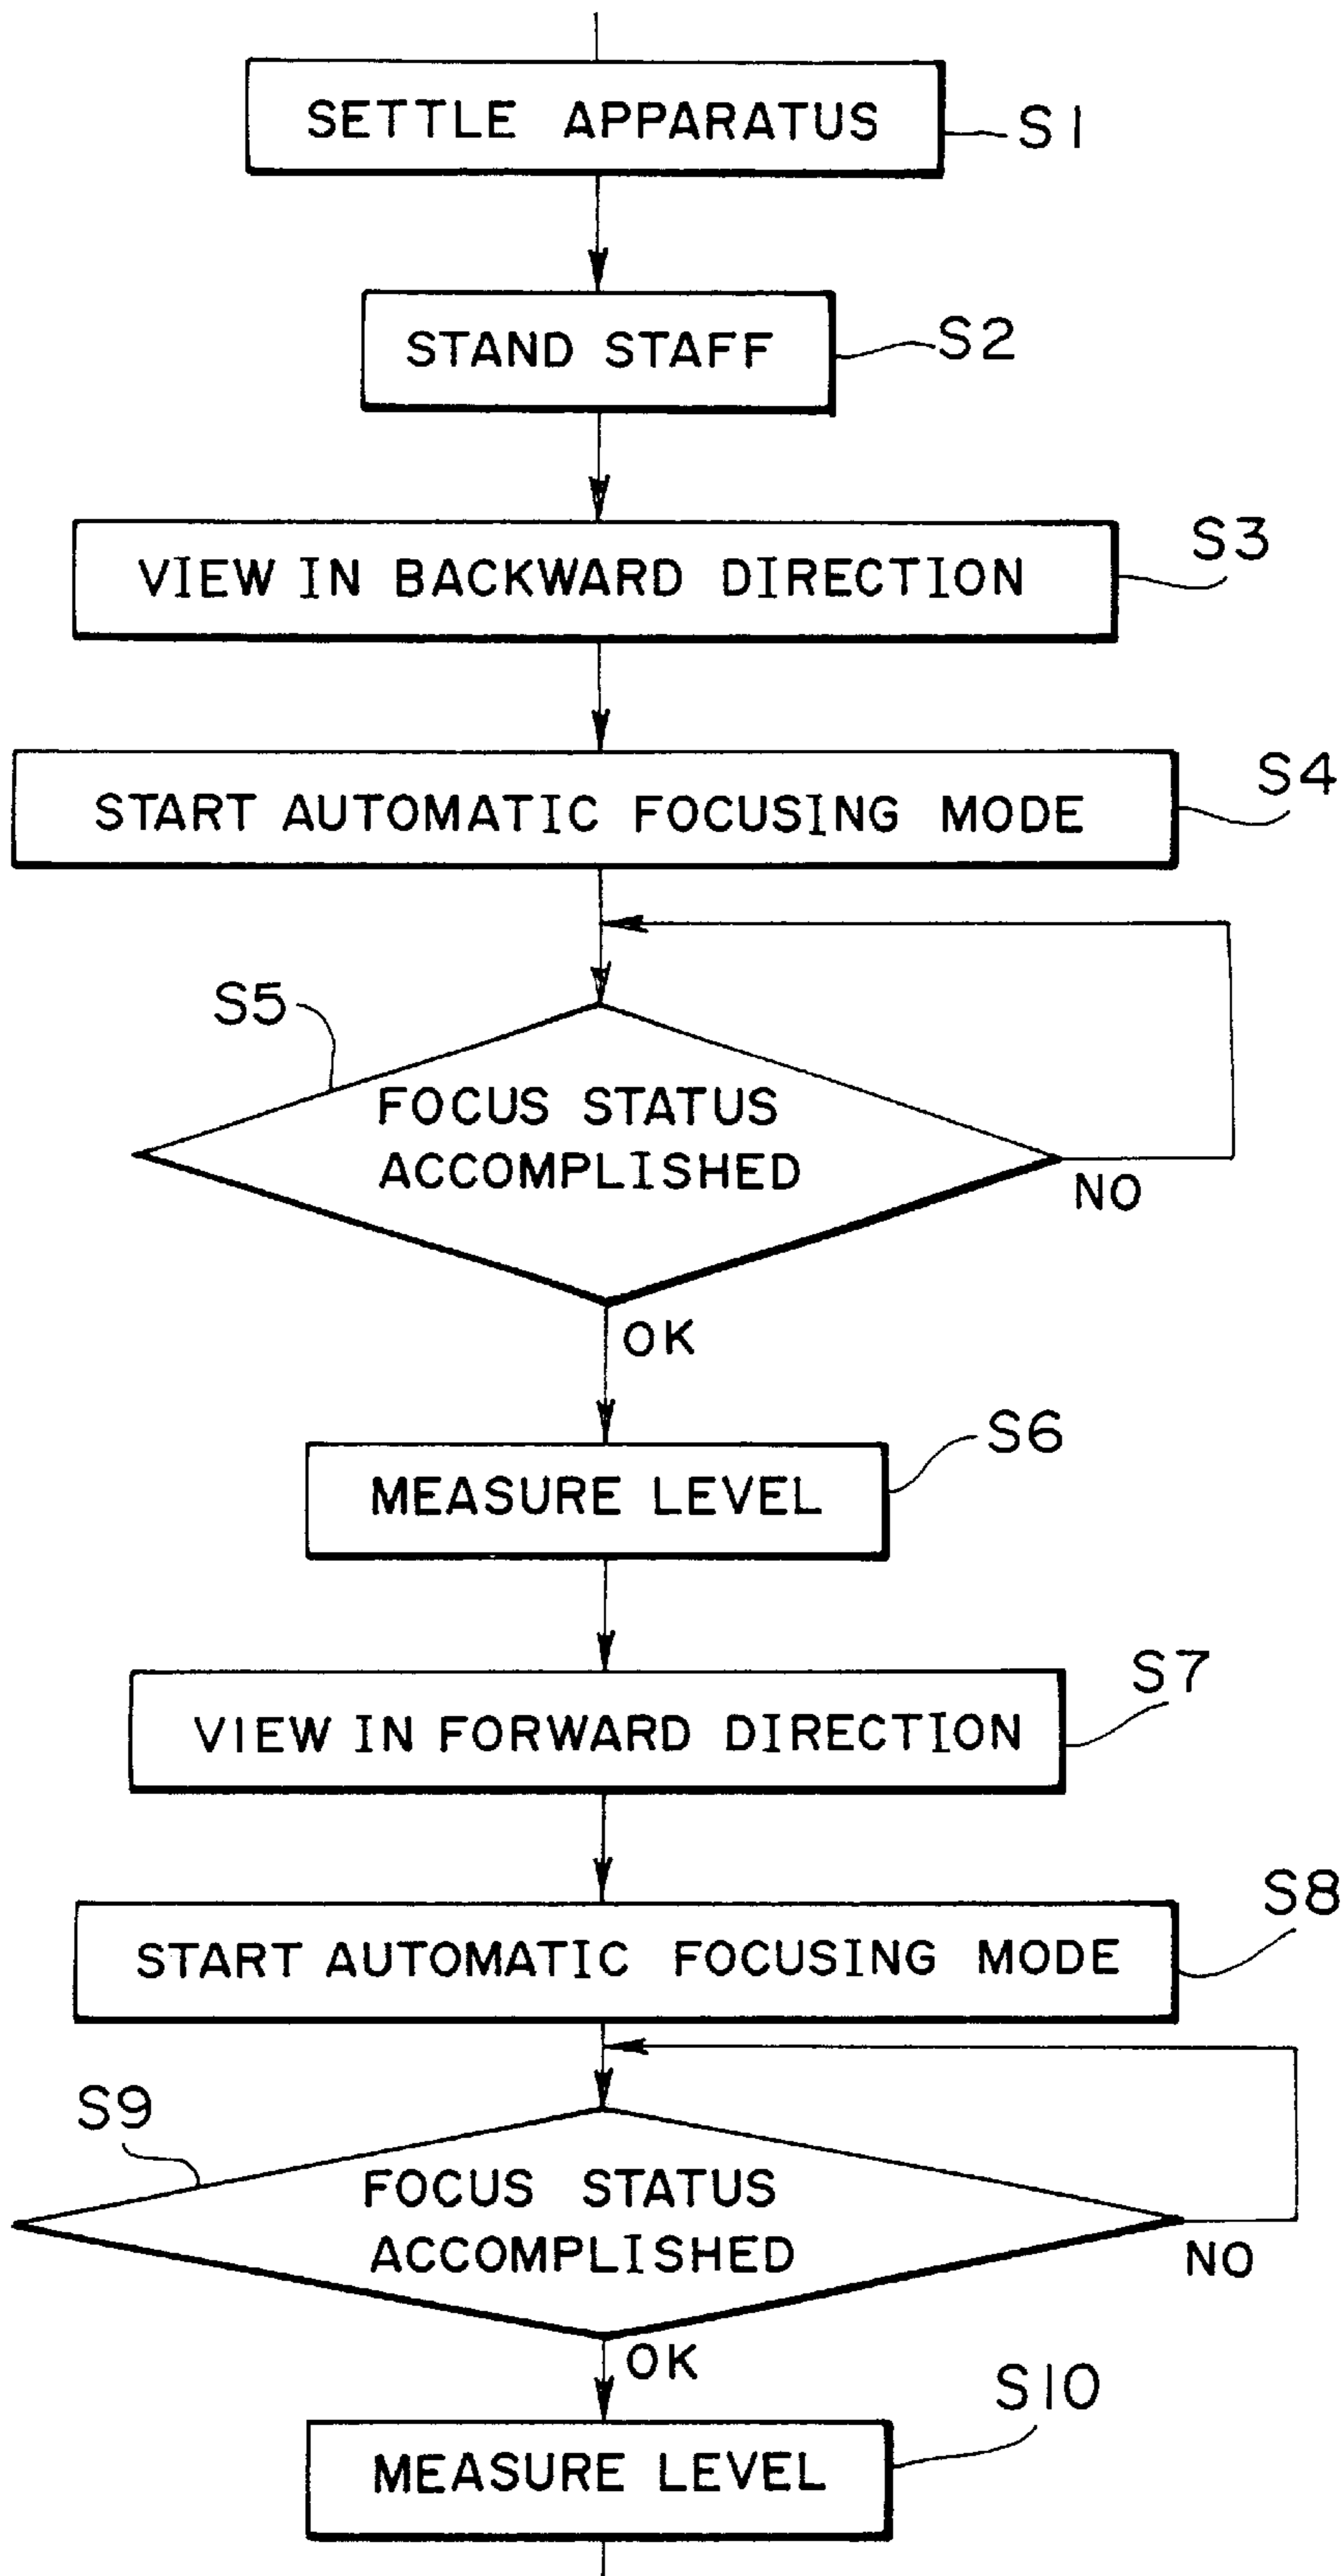 SETTLE APPARATUS
S1
STAND STAFF
S2
VIEW IN BACKWARD DIRECTION
S3
START AUTOMATIC FOCUSING MODE
S4
S5
FOCUS STATUS
ACCOMPLISHED
NO
OK
MEASURE LEVEL
S6
VIEW IN FORWARD DIRECTION
S7
START AUTOMATIC FOCUSING MODE
S8
S9
FOCUS STATUS
ACCOMPLISHED
NO
OK
MEASURE LEVEL
S10